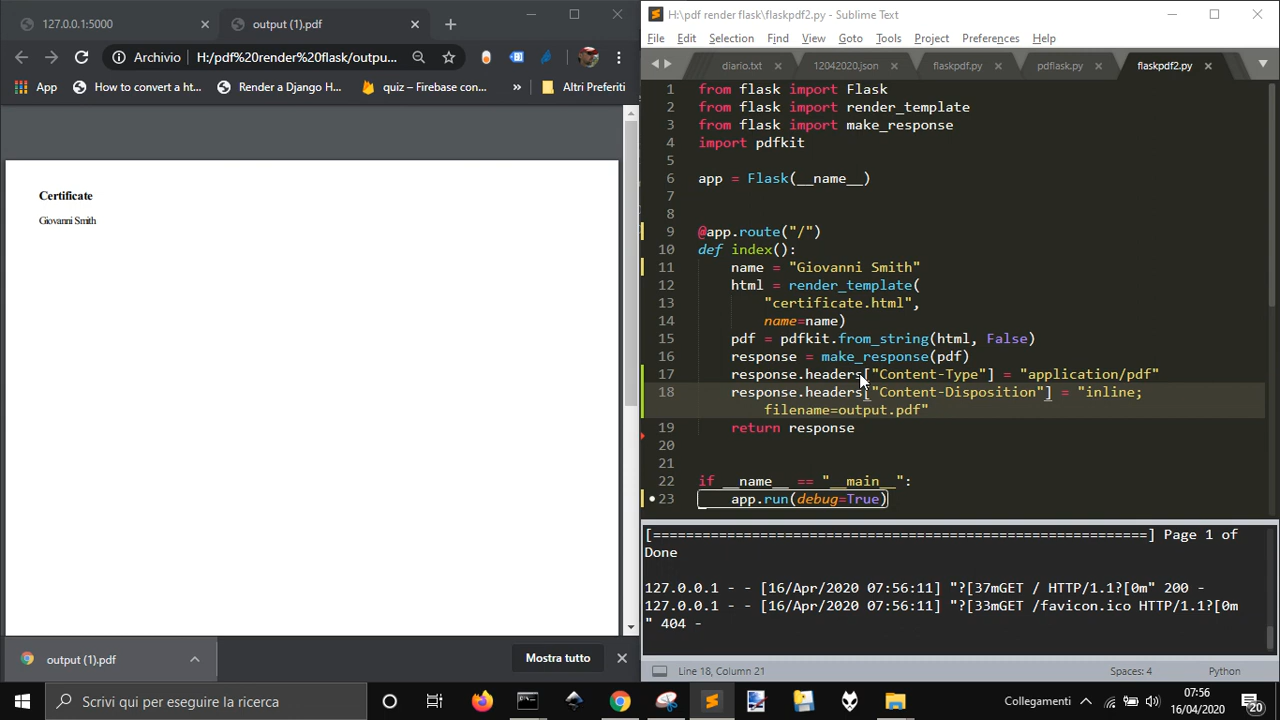 127.0.0.1:5000
output (1).pdf
Archivio
H:/pdf%20render%20flask/outpu...
App
How to convert a ht...
Render a Django H...
quiz – Firebase con...
»
Altri Preferiti
Certificate
Giovanni Smith
output (1).pdf
Mostra tutto
H:\pdf render flask\flaskpdf2.py - Sublime Text
File Edit Selection Find View Goto Tools Project Preferences Help
diario.txt
12042020.json
flaskpdf.py
pdflask.py
flaskpdf2.py
1 from flask import Flask
2 from flask import render_template
3 from flask import make_response
4 import pdfkit
5
6 app = Flask(__name__)
7
8
9 @app.route("/")
10 def index():
11 name = "Giovanni Smith"
12 html = render_template(
13 "certificate.html",
14 name=name)
15 pdf = pdfkit.from_string(html, False)
16 response = make_response(pdf)
17 response.headers["Content-Type"] = "application/pdf"
18 response.headers["Content-Disposition"] = "inline;
filename=output.pdf"
19 return response
20
21
22 if __name__ == "__main__":
23 app.run(debug=True)
[============================================================] Page 1 of
Done
127.0.0.1 - - [16/Apr/2020 07:56:11] "?[37mGET / HTTP/1.1?[0m" 200 -
127.0.0.1 - - [16/Apr/2020 07:56:11] "?[33mGET /favicon.ico HTTP/1.1?[0m
" 404 -
Line 18, Column 21
Spaces: 4
Python
Scrivi qui per eseguire la ricerca
Collegamenti
07:56
16/04/2020
20